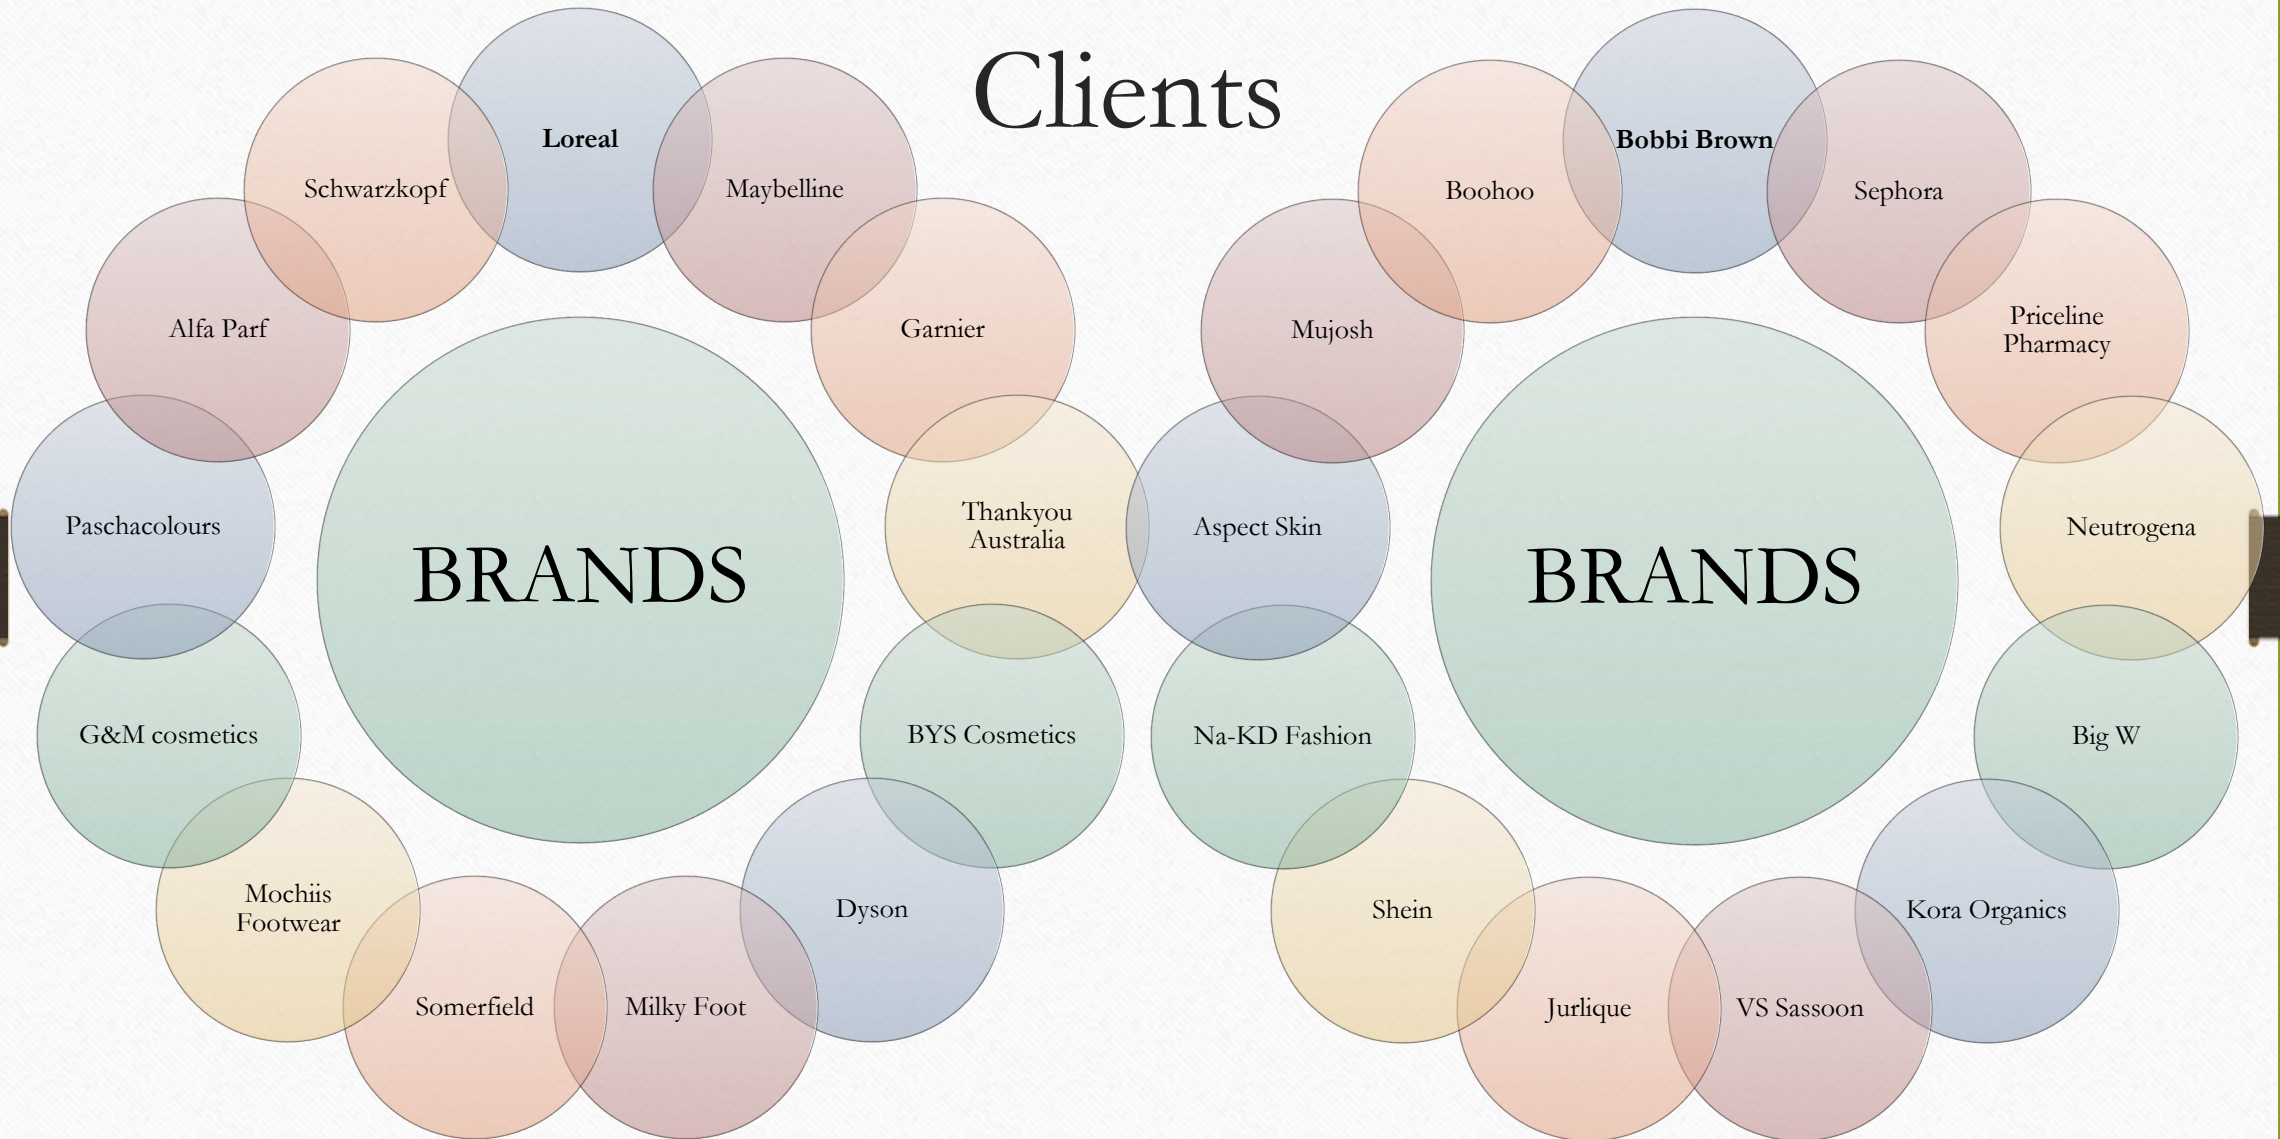 Clients
Loreal
Maybelline
Garnier
Thankyou
Australia
BYS Cosmetics
Dyson
Milky Foot
Somerfield
Mochiis
Footwear
G&M cosmetics
Paschacolours
Alfa Parf
Schwarzkopf
BRANDS
Bobbi Brown
Sephora
Priceline
Pharmacy
Neutrogena
Big W
Kora Organics
VS Sassoon
Jurlique
Shein
Na-KD Fashion
Aspect Skin
Mujosh
Boohoo
BRANDS